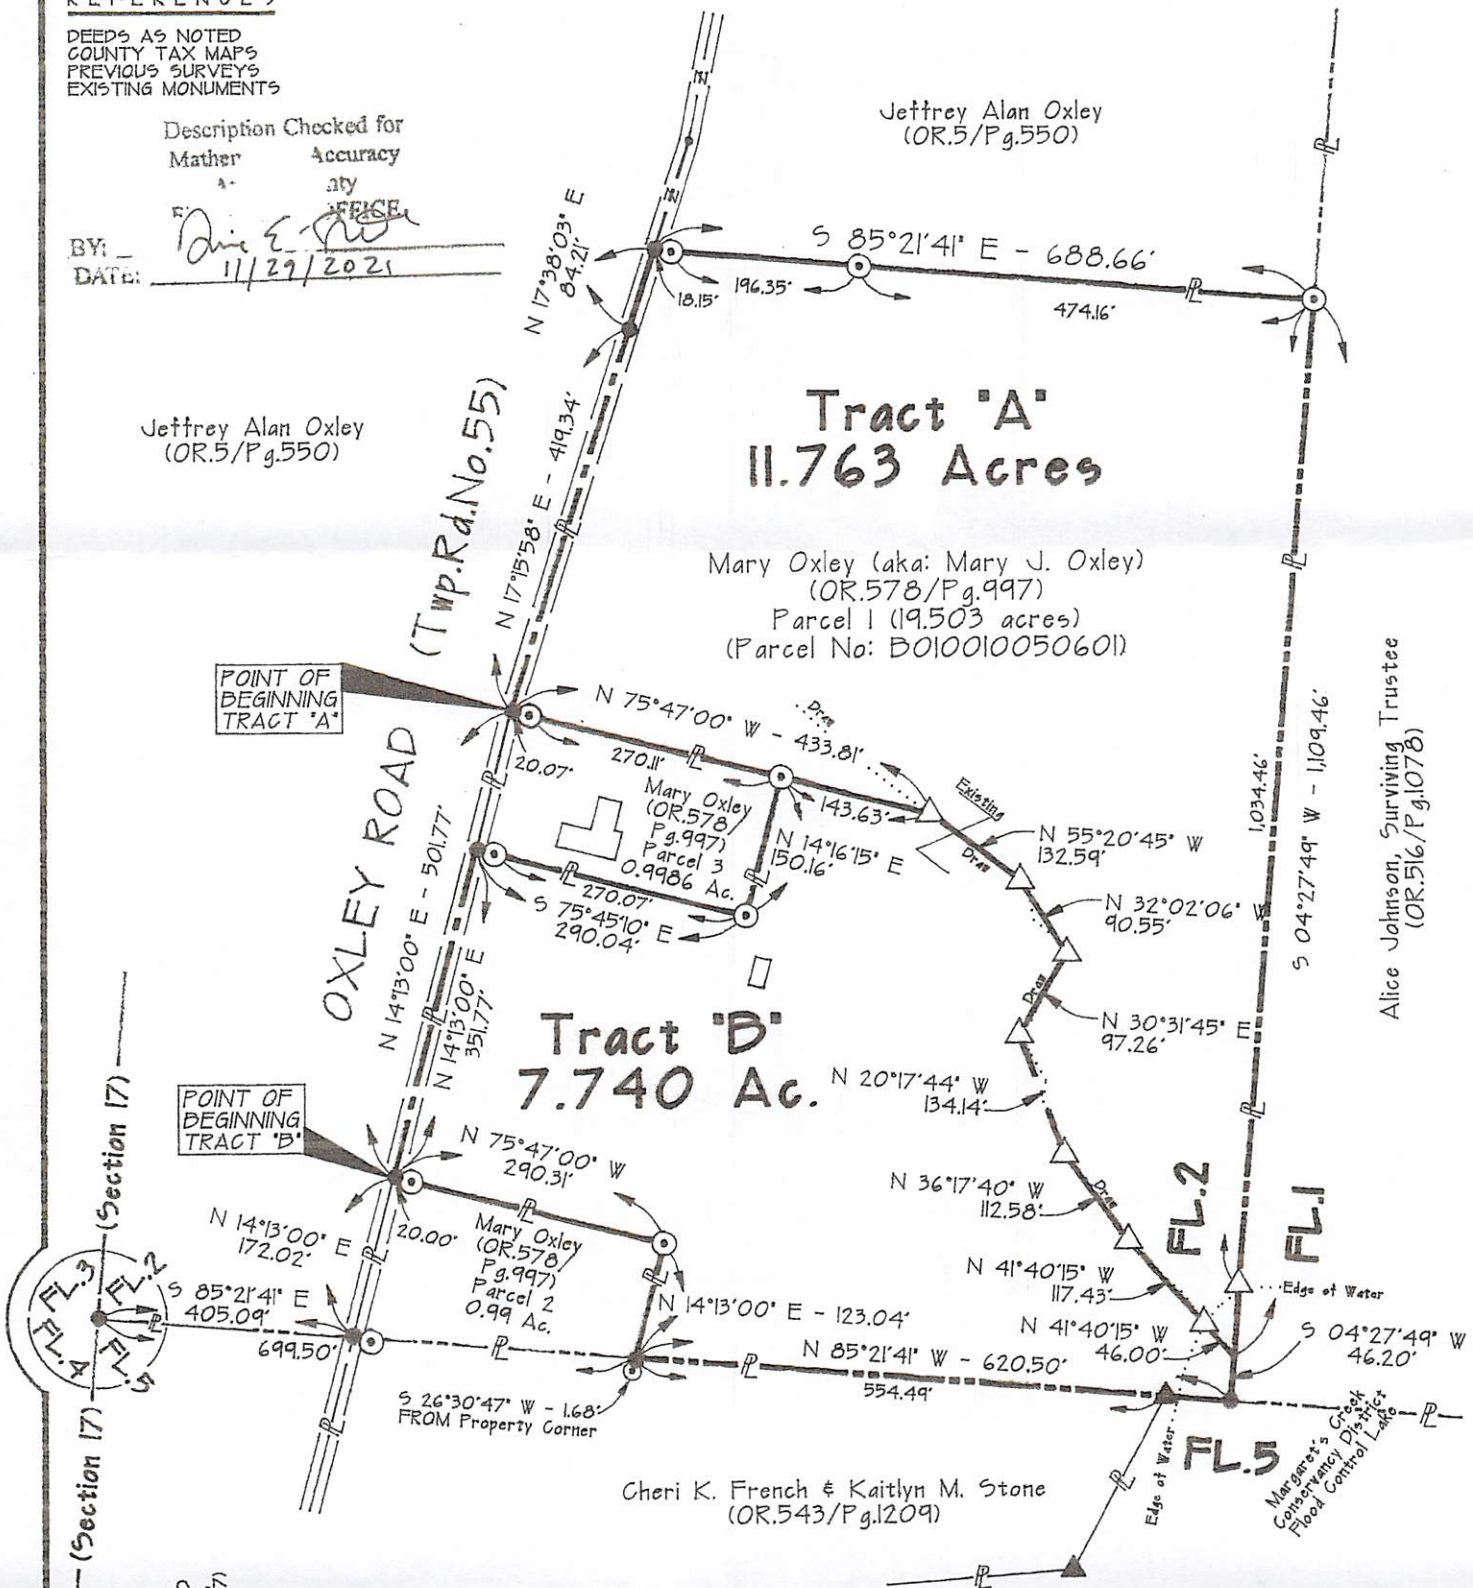 REFERENCES
DEEDS AS NOTED
COUNTY TAX MAPS
PREVIOUS SURVEYS
EXISTING MONUMENTS
Description Checked for
Mather Accuracy
BY:
DATE: 11/29/2021
Jeffrey Alan Oxley
(OR.5/Pg.550)
N 17°38'03" E
84.21'
S 85°21'41" E - 688.66'
18.15'
196.35'
474.16'
Jeffrey Alan Oxley
(OR.5/Pg.550)
Tract "A"
11.763 Acres
N 17°15'58" E - 419.34'
(Twp.Rd.No.55)
OXLEY ROAD
Mary Oxley (aka: Mary J. Oxley)
(OR.578/Pg.997)
Parcel 1 (19.503 acres)
(Parcel No: B010010050601)
Alice Johnson, Surviving Trustee
(OR.516/Pg.1078)
1,034.46'
S 04°27'49" W - 1,109.46'
POINT OF
BEGINNING
TRACT "A"
N 75°47'00" W - 433.81'
Draw
20.07'
270.11'
143.63'
Existing
Draw
Mary Oxley
(OR.578/
Pg.997)
Parcel 3
0.9986 Ac.
N 14°16'15" E
150.16'
N 55°20'45" W
132.59'
270.07'
S 75°45'10" E
290.04'
N 32°02'06" W
90.55'
N 14°13'00" E - 501.77'
N 14°13'00" E
351.77'
Draw
N 30°31'45" E
97.26'
Tract "B"
7.740 Ac.
N 20°17'44" W
134.14'
POINT OF
BEGINNING
TRACT "B"
N 75°47'00" W
290.31'
N 36°17'40" W
112.58'
Draw
FL.2
FL.1
(Section 17)
N 14°13'00" E
172.02'
20.00'
Mary Oxley
(OR.578/
Pg.997)
Parcel 2
0.99 Ac.
N 41°40'15" W
117.43'
Edge of Water
FL.3
FL.2
FL.4
FL.5
S 85°21'41" E
405.09'
699.50'
N 14°13'00" E - 123.04'
N 41°40'15" W
46.00'
S 04°27'49" W
46.20'
N 85°21'41" W - 620.50'
554.49'
S 26°30'47" W - 1.68'
FROM Property Corner
(Section 17)
Edge of Water
FL.5
Margaret's Creek
Conservancy District
Flood Control Lake
Cheri K. French & Kaitlyn M. Stone
(OR.543/Pg.1209)